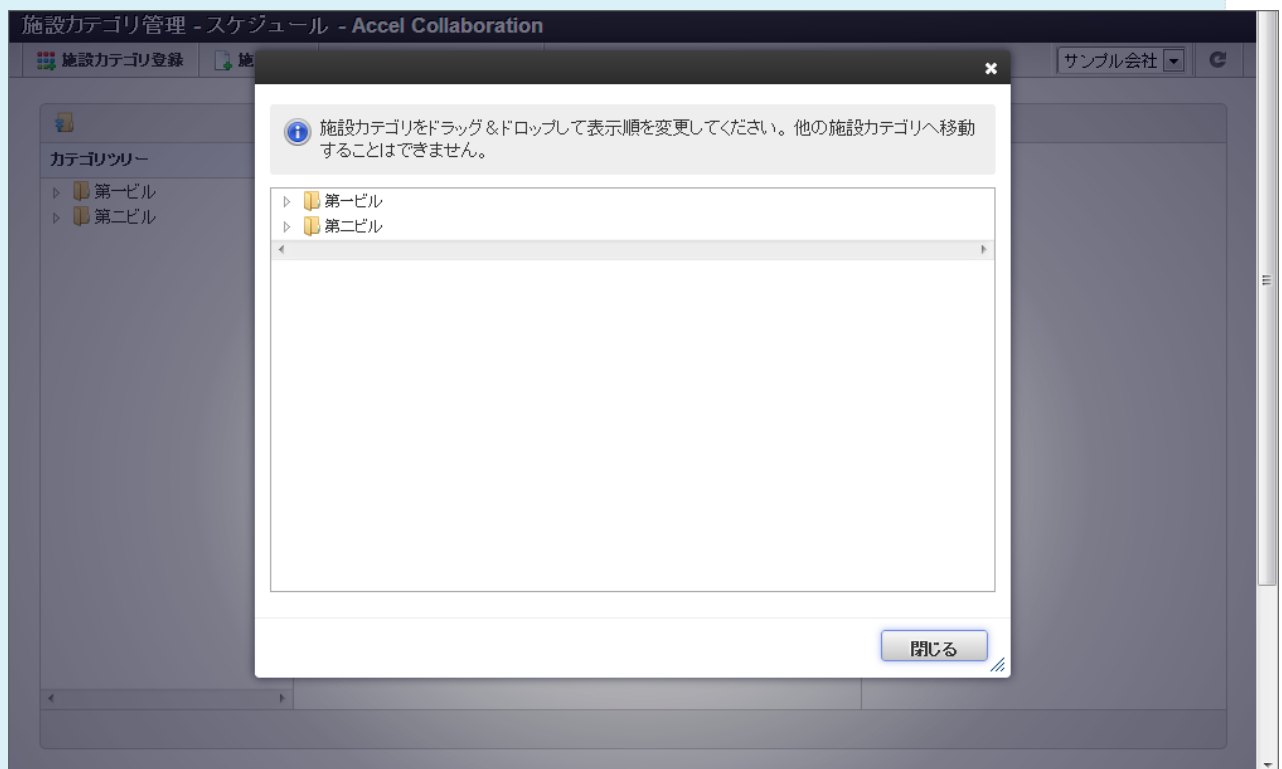 施設カテゴリ管理 - スケジュール - Accel Collaboration
施設カテゴリ登録
施
サンプル会社
施設カテゴリをドラッグ&ドロップして表示順を変更してください。他の施設カテゴリへ移動
することはできません。
カテゴリツリー
第一ビル
第二ビル
第一ビル
第二ビル
閉じる